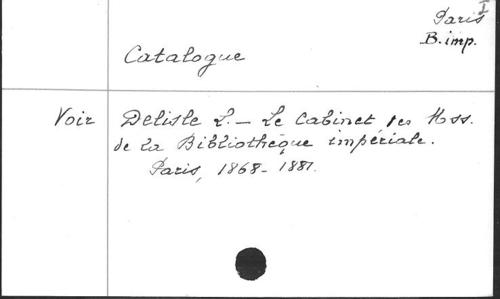 I
Paris
B. imp.
Catalogue
Voir Delisle L. — Le Cabinet des Mss.
de la Bibliothèque impériale.
Paris, 1868-1881.